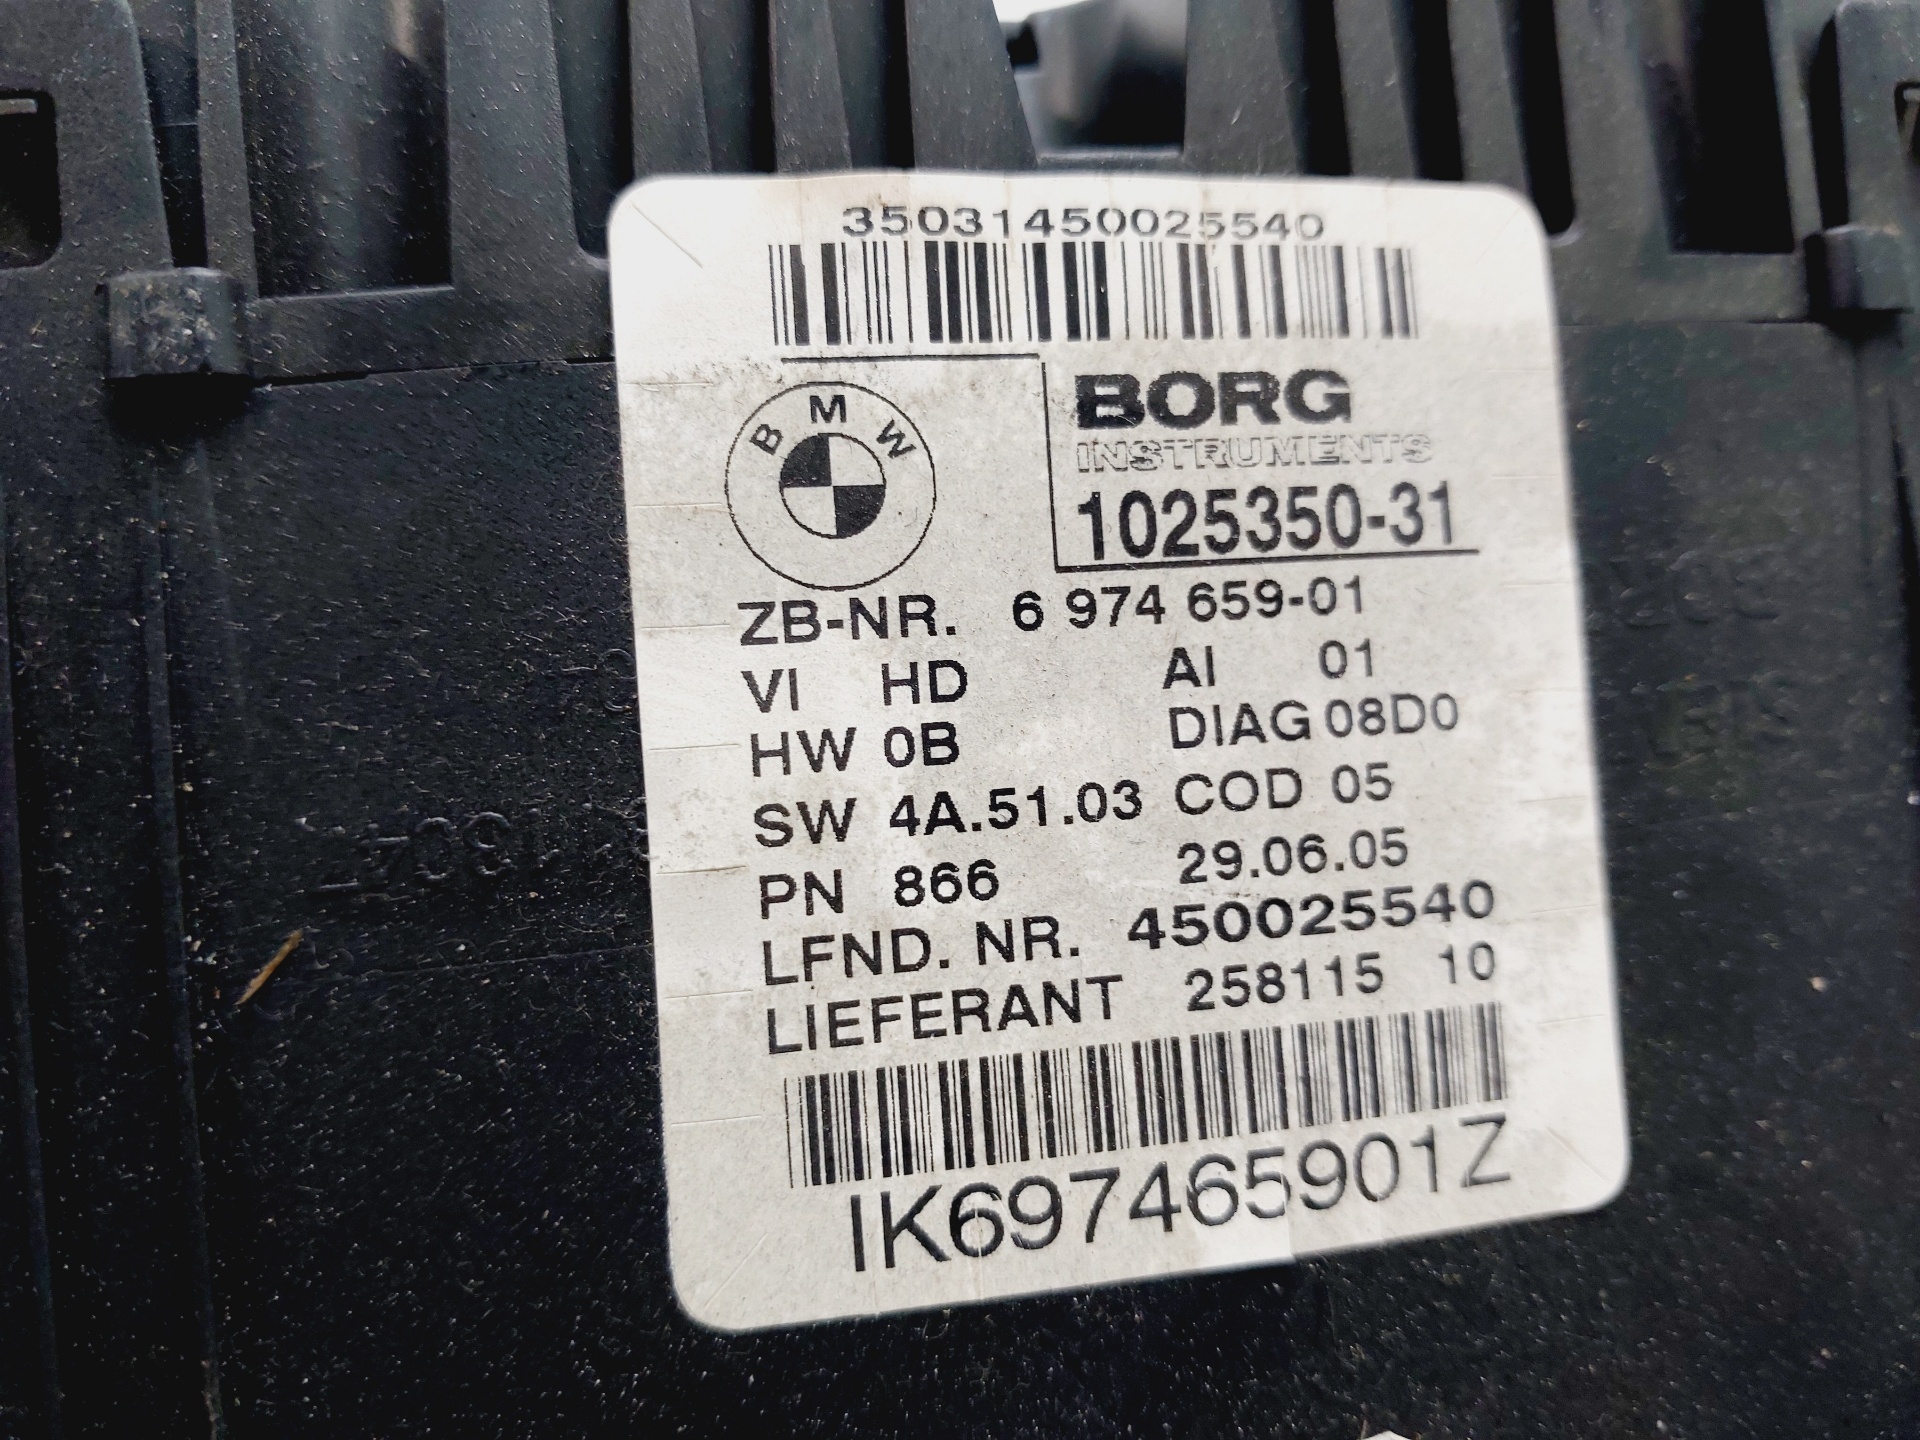 35031450025540
BMW
BORG
INSTRUMENTS
1025350-31
ZB-NR. 6 974 659-01
VI HD AI 01
HW 0B DIAG 08D0
SW 4A.51.03 COD 05
PN 866 29.06.05
LFND. NR. 450025540
LIEFERANT 258115 10
IK697465901Z